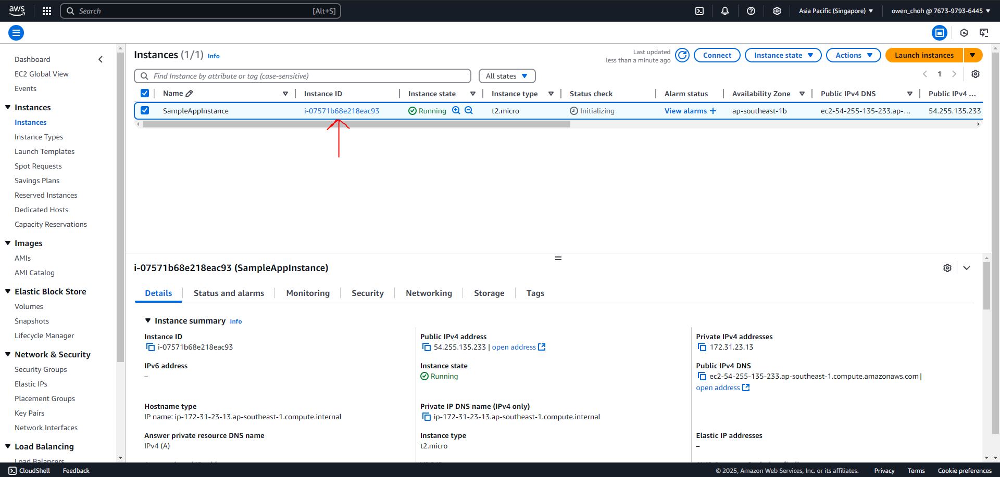 aws
Search [Alt+S]
Asia Pacific (Singapore)
owen_choh @ 7673-9793-6445
Dashboard
EC2 Global View
Events
Instances
Instances
Instance Types
Launch Templates
Spot Requests
Savings Plans
Reserved Instances
Dedicated Hosts
Capacity Reservations
Images
AMIs
AMI Catalog
Elastic Block Store
Volumes
Snapshots
Lifecycle Manager
Network & Security
Security Groups
Elastic IPs
Placement Groups
Key Pairs
Network Interfaces
Load Balancing
Load Balancers
Instances (1/1) Info
Last updated
less than a minute ago
Connect
Instance state
Actions
Launch instances
Find Instance by attribute or tag (case-sensitive)
All states
1
Name Instance ID Instance state Instance type Status check Alarm status Availability Zone Public IPv4 DNS Public IPv4 ...
SampleAppInstance i-07571b68e218eac93 Running t2.micro Initializing View alarms + ap-southeast-1b ec2-54-255-135-233.ap-... 54.255.135.233
i-07571b68e218eac93 (SampleAppInstance)
Details Status and alarms Monitoring Security Networking Storage Tags
Instance summary Info
Instance ID
i-07571b68e218eac93
Public IPv4 address
54.255.135.233 | open address
Private IPv4 addresses
172.31.23.13
IPv6 address
–
Instance state
Running
Public IPv4 DNS
ec2-54-255-135-233.ap-southeast-1.compute.amazonaws.com |
open address
Hostname type
IP name: ip-172-31-23-13.ap-southeast-1.compute.internal
Private IP DNS name (IPv4 only)
ip-172-31-23-13.ap-southeast-1.compute.internal
Answer private resource DNS name
IPv4 (A)
Instance type
t2.micro
Elastic IP addresses
–
CloudShell Feedback
© 2025, Amazon Web Services, Inc. or its affiliates. Privacy Terms Cookie preferences